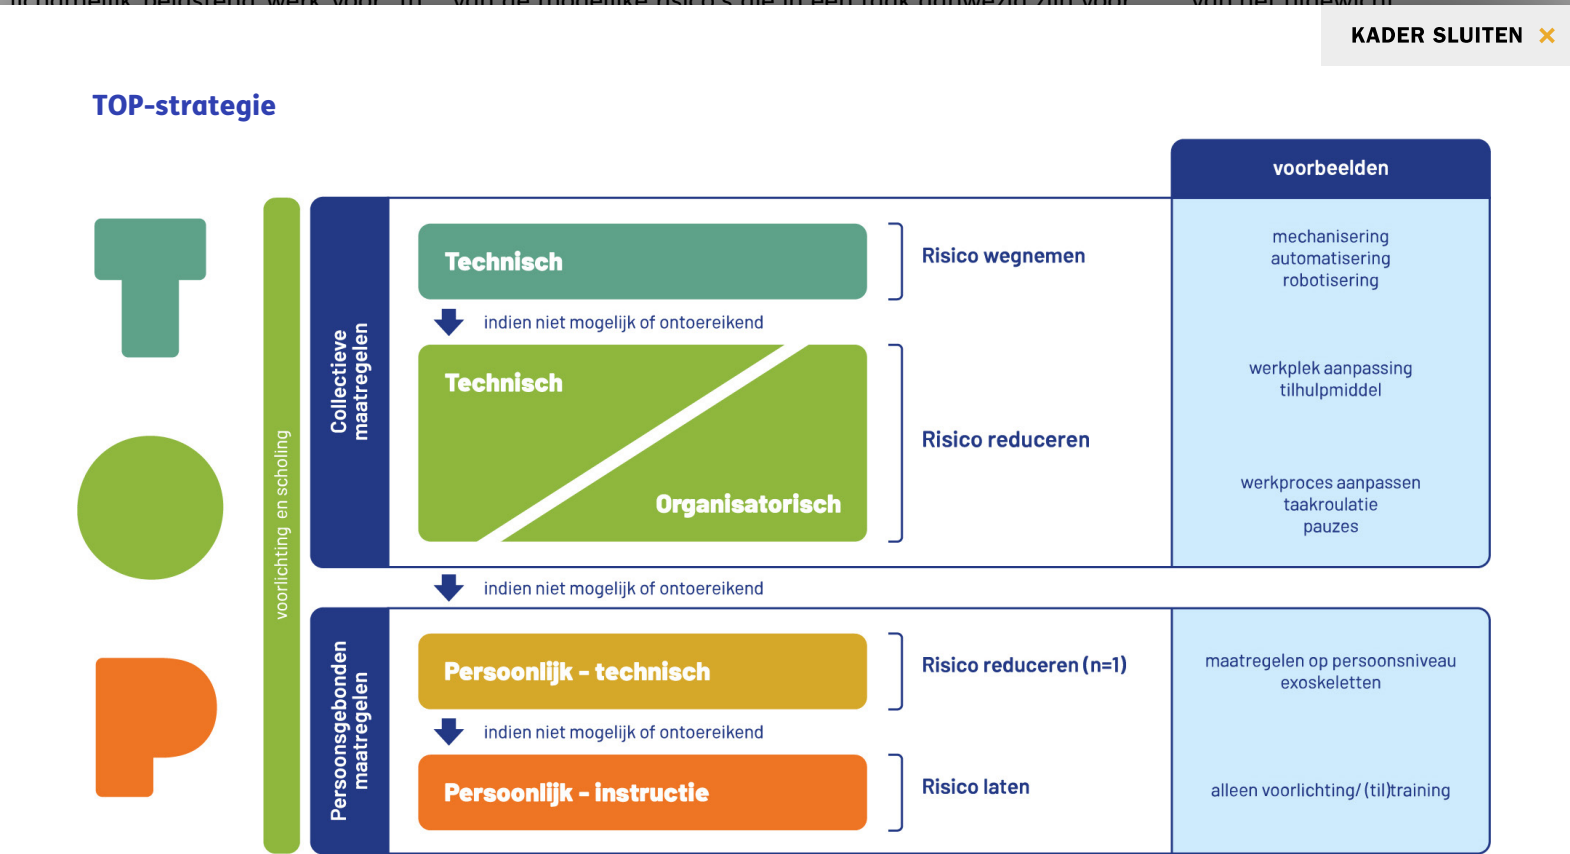 KADER SLUITEN ×
TOP-strategie
voorbeelden
T
O
P
voorlichting en scholing
Collectieve
maatregelen
Technisch
Risico wegnemen
mechanisering
automatisering
robotisering
indien niet mogelijk of ontoereikend
Technisch
Organisatorisch
Risico reduceren
werkplek aanpassing
tilhulpmiddel
werkproces aanpassen
taakroulatie
pauzes
indien niet mogelijk of ontoereikend
Persoonsgebonden
maatregelen
Persoonlijk - technisch
Risico reduceren (n=1)
maatregelen op persoonsniveau
exoskeletten
indien niet mogelijk of ontoereikend
Persoonlijk - instructie
Risico laten
alleen voorlichting/ (til)training